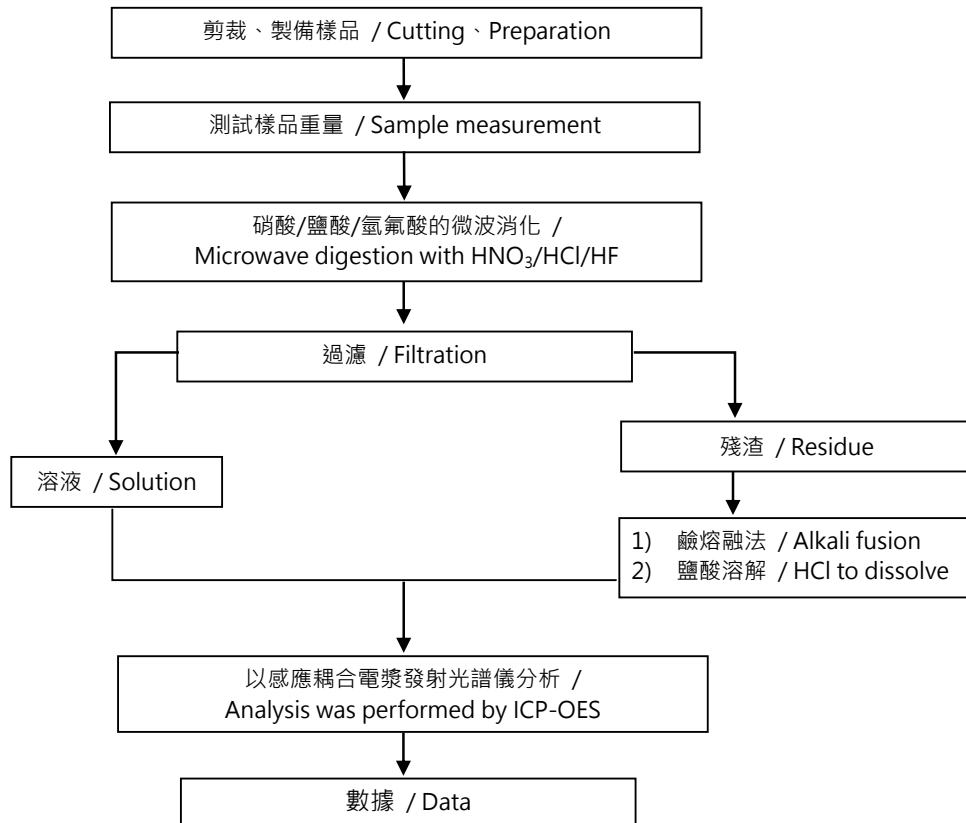 剪裁、製備樣品 / Cutting、Preparation
測試樣品重量 / Sample measurement
硝酸/鹽酸/氫氟酸的微波消化 /
Microwave digestion with HNO₃/HCl/HF
過濾 / Filtration
溶液 / Solution
殘渣 / Residue
1) 鹼熔融法 / Alkali fusion
2) 鹽酸溶解 / HCl to dissolve
以感應耦合電漿發射光譜儀分析 /
Analysis was performed by ICP-OES
數據 / Data